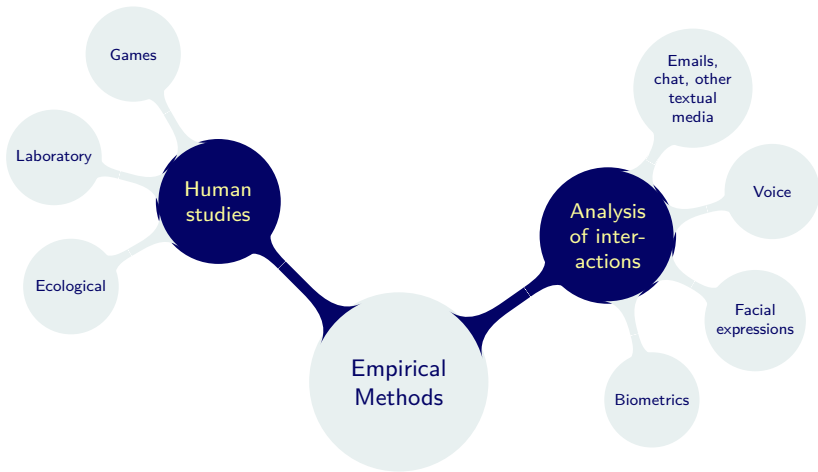 Games
Laboratory
Ecological
Human
studies
Empirical
Methods
Analysis
of inter-
actions
Emails,
chat, other
textual
media
Voice
Facial
expressions
Biometrics